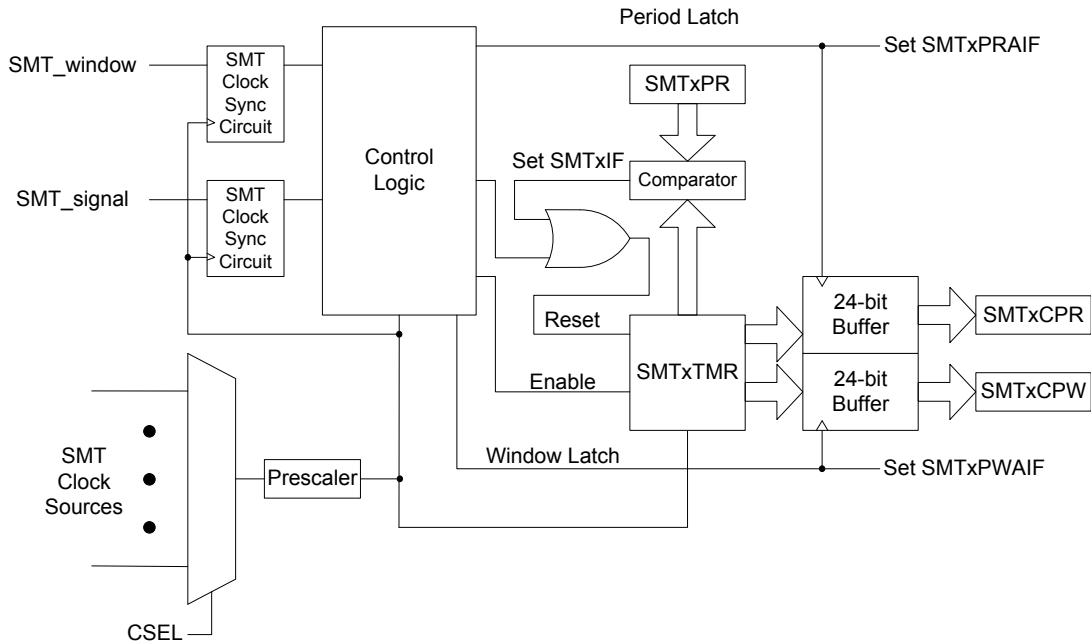 Period Latch
Set SMTxPRAIF
SMT_window
SMT
Clock
Sync
Circuit
SMT_signal
SMT
Clock
Sync
Circuit
Control
Logic
SMTxPR
Set SMTxIF
Comparator
Reset
Enable
SMTxTMR
24-bit
Buffer
SMTxCPR
24-bit
Buffer
SMTxCPW
Window Latch
Set SMTxPWAIF
SMT
Clock
Sources
Prescaler
CSEL